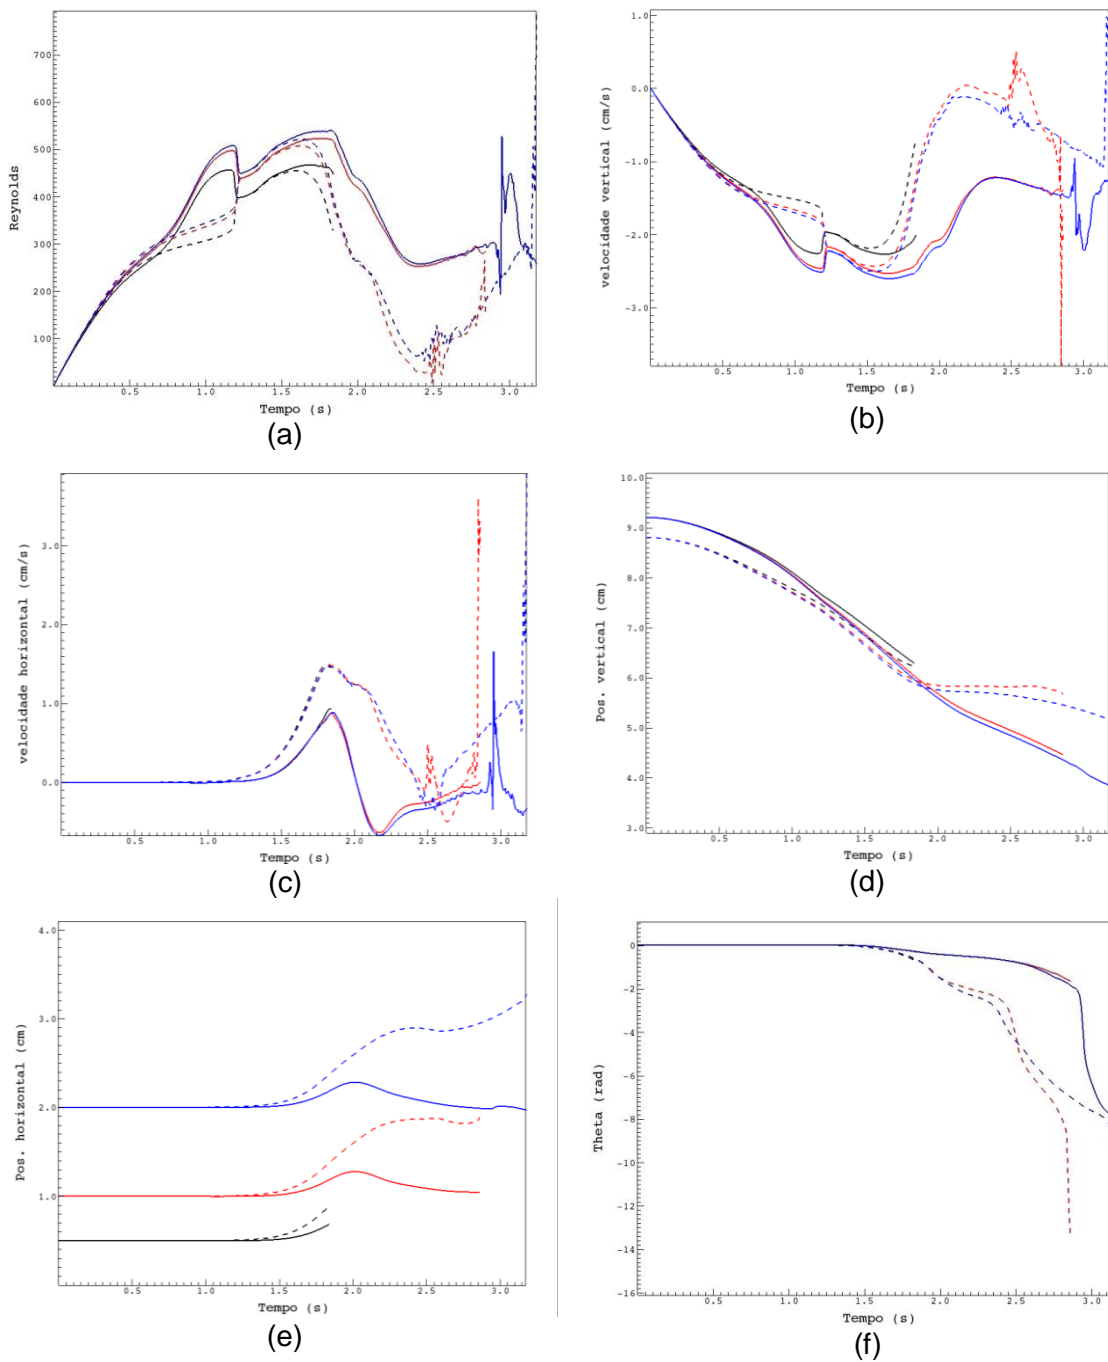 700
600
500
400
300
200
100
Reynolds
0.5 1.0 1.5 2.0 2.5 3.0
Tempo (s)
(a)
1.0
0.0
-1.0
-2.0
-3.0
velocidade vertical (cm/s)
0.5 1.0 1.5 2.0 2.5 3.0
Tempo (s)
(b)
3.0
2.0
1.0
0.0
velocidade horizontal (cm/s)
0.5 1.0 1.5 2.0 2.5 3.0
Tempo (s)
(c)
10.0
9.0
8.0
7.0
6.0
5.0
4.0
3.0
Pos. vertical (cm)
0.5 1.0 1.5 2.0 2.5 3.0
Tempo (s)
(d)
4.0
3.0
2.0
1.0
Pos. horizontal (cm)
0.5 1.0 1.5 2.0 2.5 3.0
Tempo (s)
(e)
0
-2
-4
-6
-8
-10
-12
-14
-16
Theta (rad)
0.5 1.0 1.5 2.0 2.5 3.0
Tempo (s)
(f)